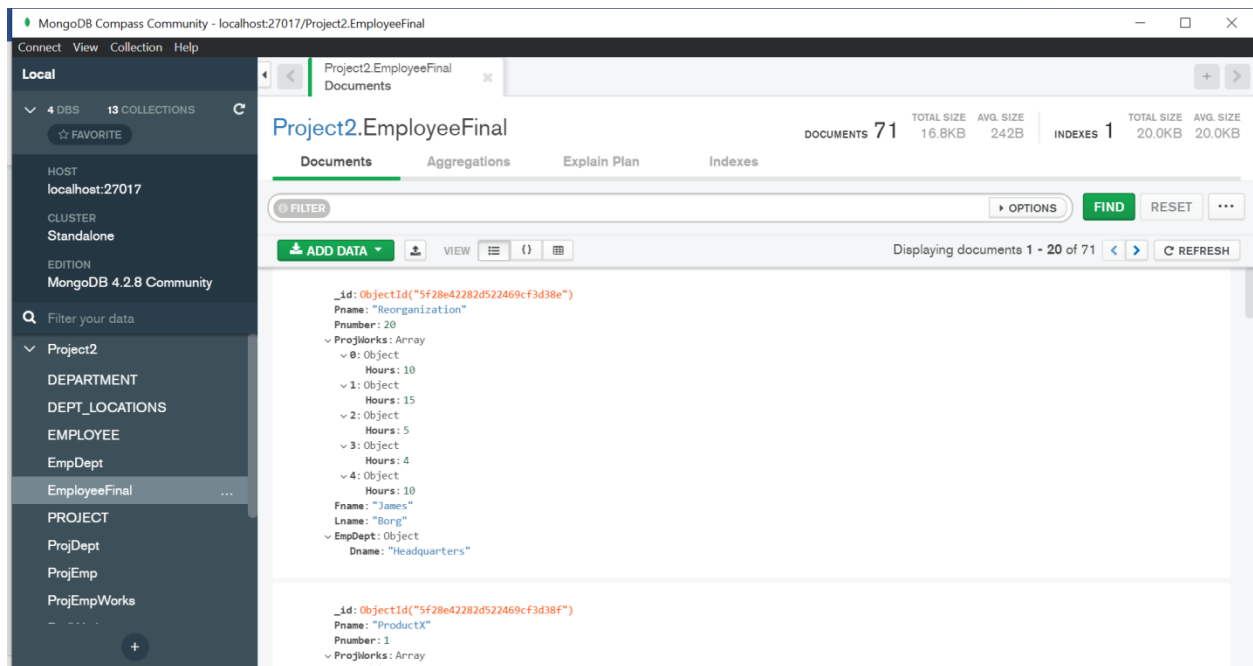 MongoDB Compass Community - localhost:27017/Project2.EmployeeFinal
Connect View Collection Help
Local
4 DBS 13 COLLECTIONS
FAVORITE
HOST
localhost:27017
CLUSTER
Standalone
EDITION
MongoDB 4.2.8 Community
Filter your data
Project2
DEPARTMENT
DEPT_LOCATIONS
EMPLOYEE
EmpDept
EmployeeFinal ...
PROJECT
ProjDept
ProjEmp
ProjEmpWorks
+
Project2.EmployeeFinal
Documents
Project2.EmployeeFinal
DOCUMENTS 71 TOTAL SIZE 16.8KB AVG. SIZE 242B INDEXES 1 TOTAL SIZE 20.0KB AVG. SIZE 20.0KB
Documents Aggregations Explain Plan Indexes
FILTER OPTIONS FIND RESET ...
ADD DATA VIEW {} Displaying documents 1 - 20 of 71 < > REFRESH
_id: ObjectId("5f28e42282d522469cf3d38e")
Pname: "Reorganization"
Pnumber: 20
ProjWorks: Array
0: Object
Hours: 10
1: Object
Hours: 15
2: Object
Hours: 5
3: Object
Hours: 4
4: Object
Hours: 10
Fname: "James"
Lname: "Borg"
EmpDept: Object
Dname: "Headquarters"
_id: ObjectId("5f28e42282d522469cf3d38f")
Pname: "ProductX"
Pnumber: 1
ProjWorks: Array